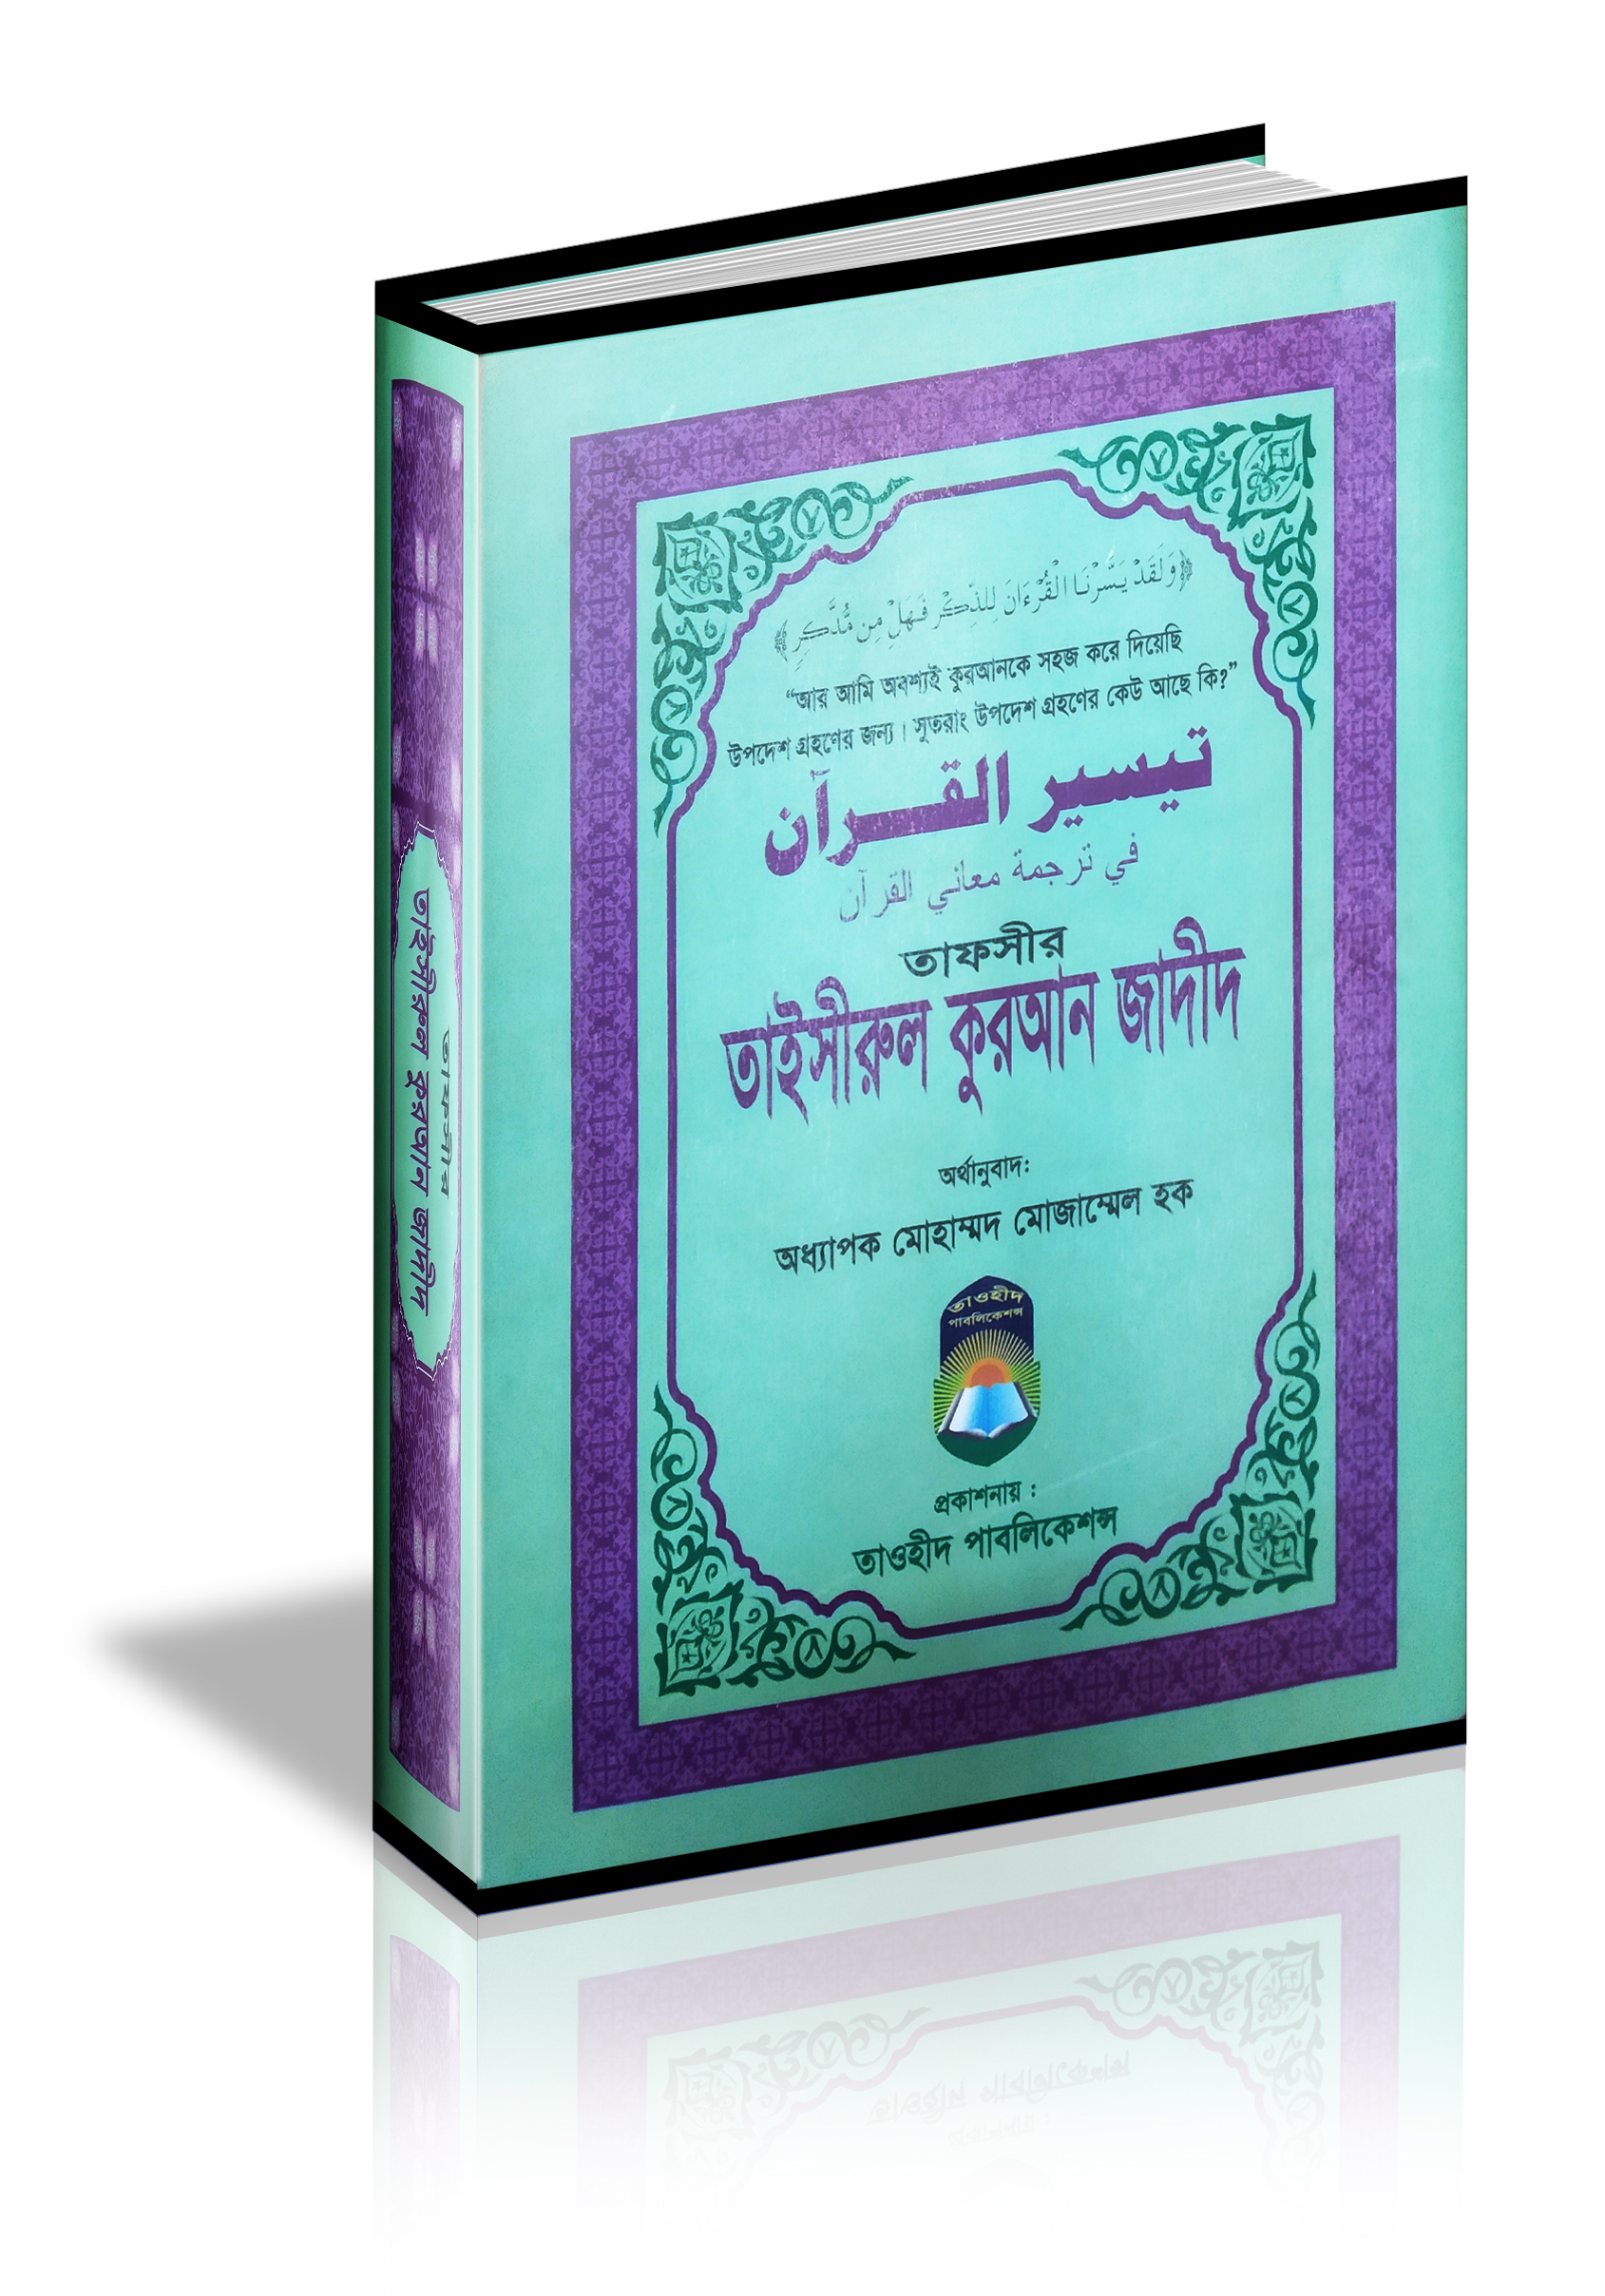 ﴿وَلَقَدْ يَسَّرْنَا الْقُرْءَانَ لِلذِّكْرِ فَهَلْ مِن مُّدَّكِرٍ﴾
“আর আমি অবশ্যই কুরআনকে সহজ করে দিয়েছি
উপদেশ গ্রহণের জন্য। সুতরাং উপদেশ গ্রহণের কেউ আছে কি?”
تيسير القـرآن
في ترجمة معاني القرآن
তাফসীর
তাইসীরুল কুরআন জাদীদ
অর্থানুবাদ:
অধ্যাপক মোহাম্মদ মোজাম্মেল হক
তাওহীদ
পাবলিকেশন্স
প্রকাশনায় :
তাওহীদ পাবলিকেশন্স
তাফসীর
তাইসীরুল কুরআন জাদীদ